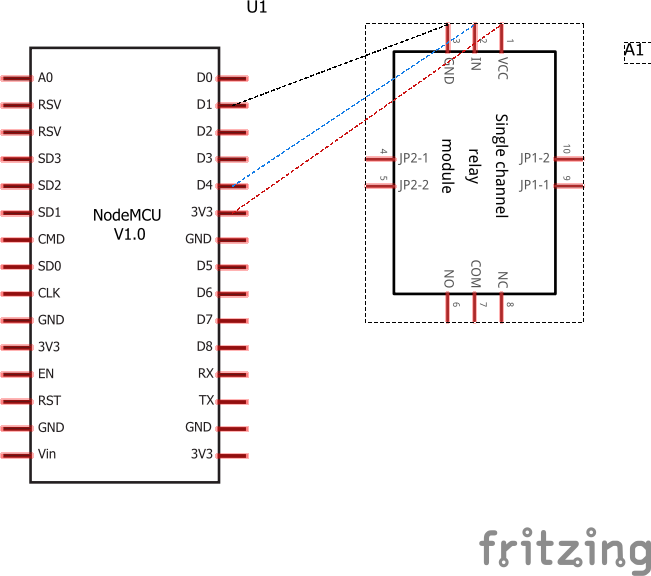 U1
A0
RSV
RSV
SD3
SD2
SD1
CMD
SD0
CLK
GND
3V3
EN
RST
GND
Vin
NodeMCU
V1.0
D0
D1
D2
D3
D4
3V3
GND
D5
D6
D7
D8
RX
TX
GND
3V3
A1
3
2
1
GND
IN
VCC
Single channel
relay
module
4
JP2-1
5
JP2-2
10
JP1-2
9
JP1-1
NO
COM
NC
6
7
8
fritzing